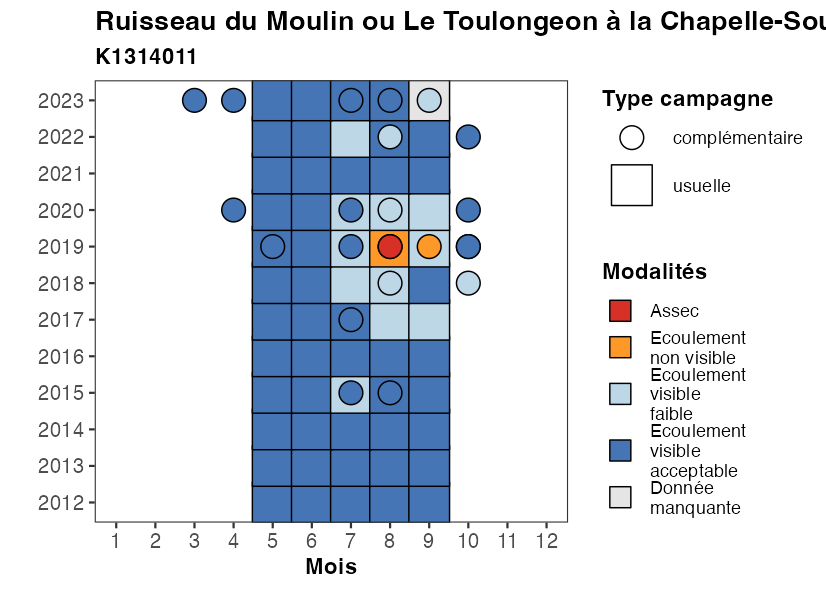 Ruisseau du Moulin ou Le Toulongeon à la Chapelle-Sou
K1314011
2023
2022
2021
2020
2019
2018
2017
2016
2015
2014
2013
2012
1 2 3 4 5 6 7 8 9 10 11 12
Mois
Type campagne
complémentaire
usuelle
Modalités
Assec
Ecoulement
non visible
Ecoulement
visible
faible
Ecoulement
visible
acceptable
Donnée
manquante